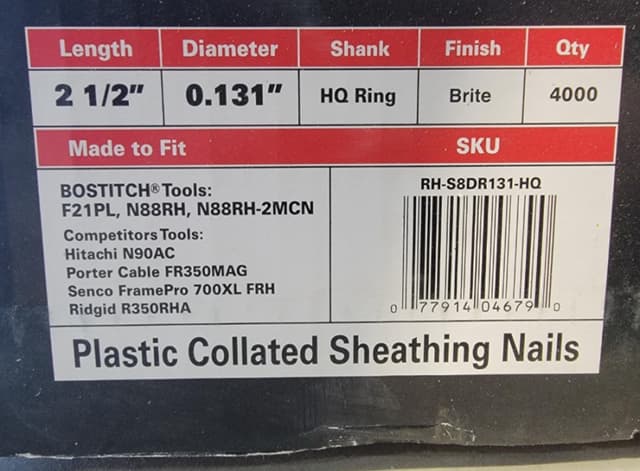 Length Diameter Shank Finish Qty
2 1/2" 0.131" HQ Ring Brite 4000
Made to Fit SKU
BOSTITCH® Tools:
F21PL, N88RH, N88RH-2MCN
Competitors Tools:
Hitachi N90AC
Porter Cable FR350MAG
Senco FramePro 700XL FRH
Ridgid R350RHA
RH-S8DR131-HQ
0 77914 04679 0
Plastic Collated Sheathing Nails